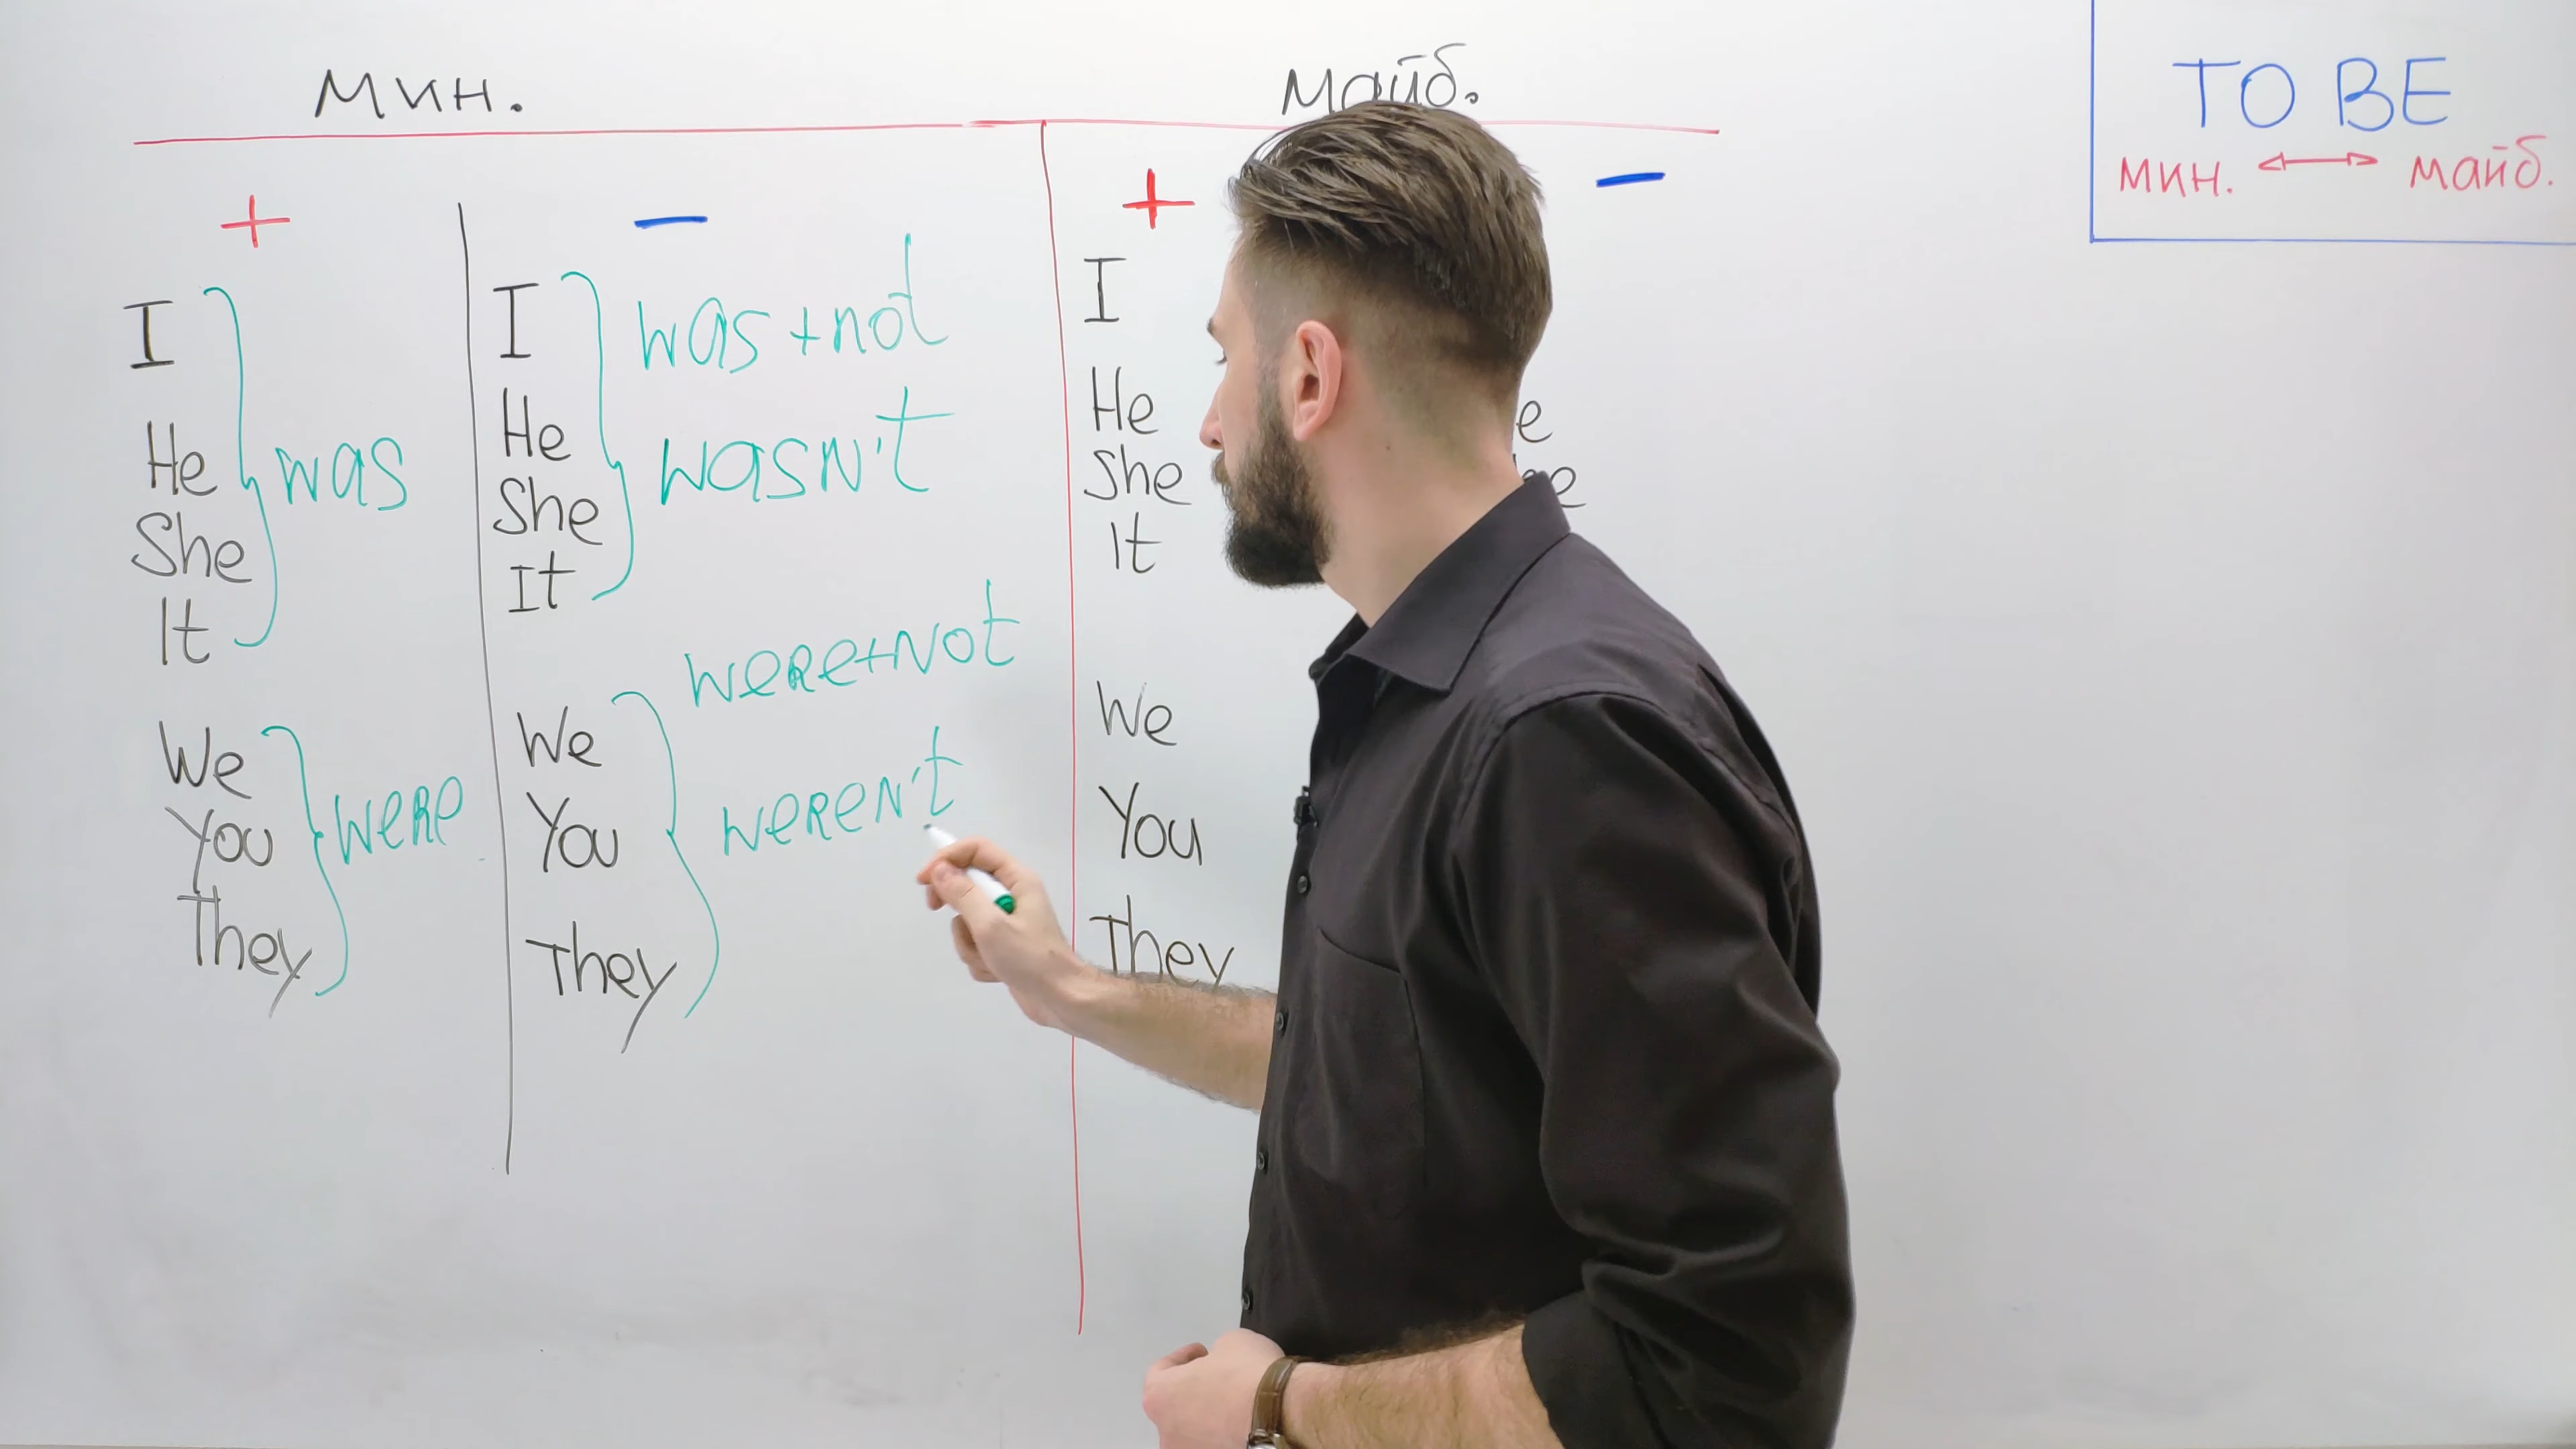 мин.
+
I
He
She
It
was
We
You
They
were
–
I
He
She
It
was + not
wasn't
We
You
They
were+not
weren't
майб.
+
I
He
She
It
We
You
They
–
TO BE
мин. ↔ майб.